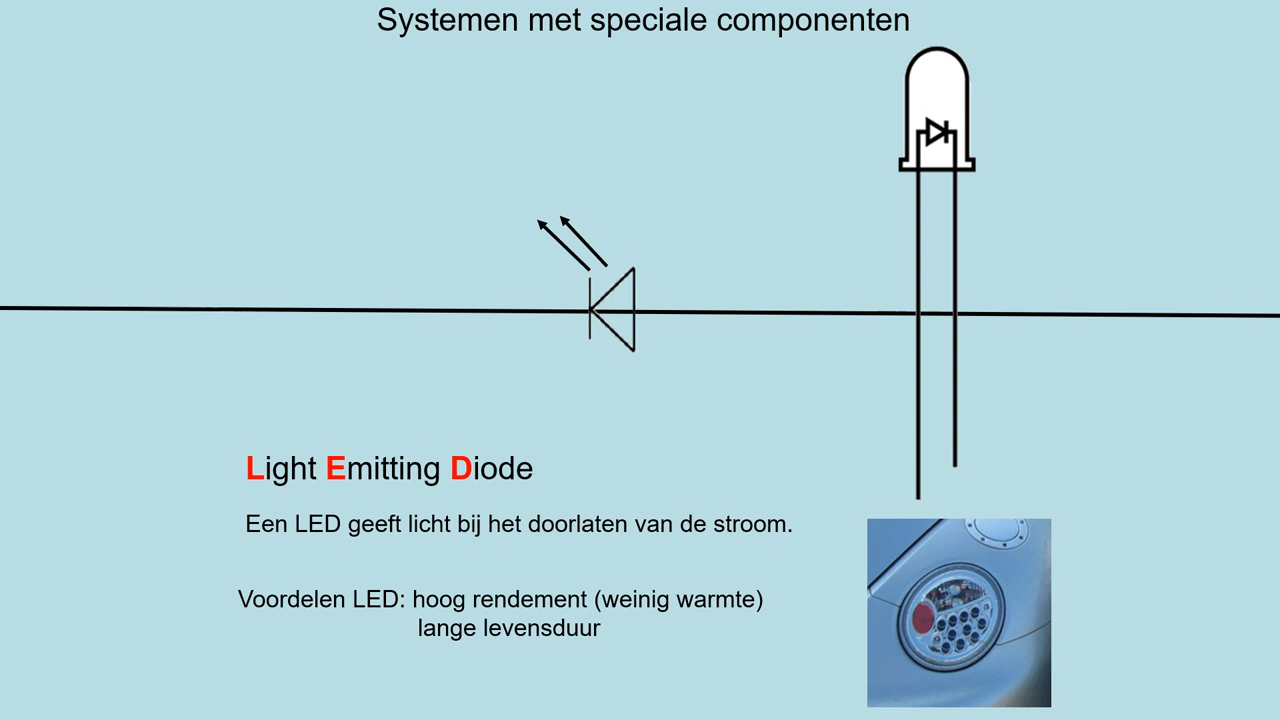 Systemen met speciale componenten
Light Emitting Diode
Een LED geeft licht bij het doorlaten van de stroom.
Voordelen LED: hoog rendement (weinig warmte)
lange levensduur